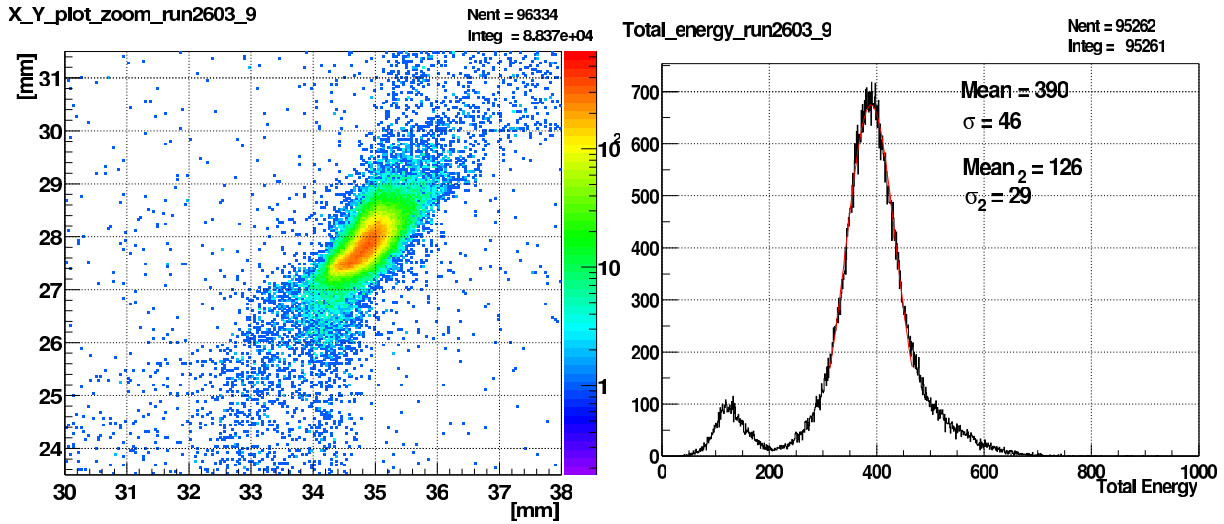 X_Y_plot_zoom_run2603_9
Nent = 96334
Integ = 8.837e+04
[mm]
31
30
29
28
27
26
25
24
30 31 32 33 34 35 36 37 38
[mm]
10²
10
1
Total_energy_run2603_9
Nent = 95262
Integ = 95261
700
600
500
400
300
200
100
0
Mean = 390
σ = 46
Mean₂ = 126
σ₂ = 29
0 200 400 600 800 1000
Total Energy